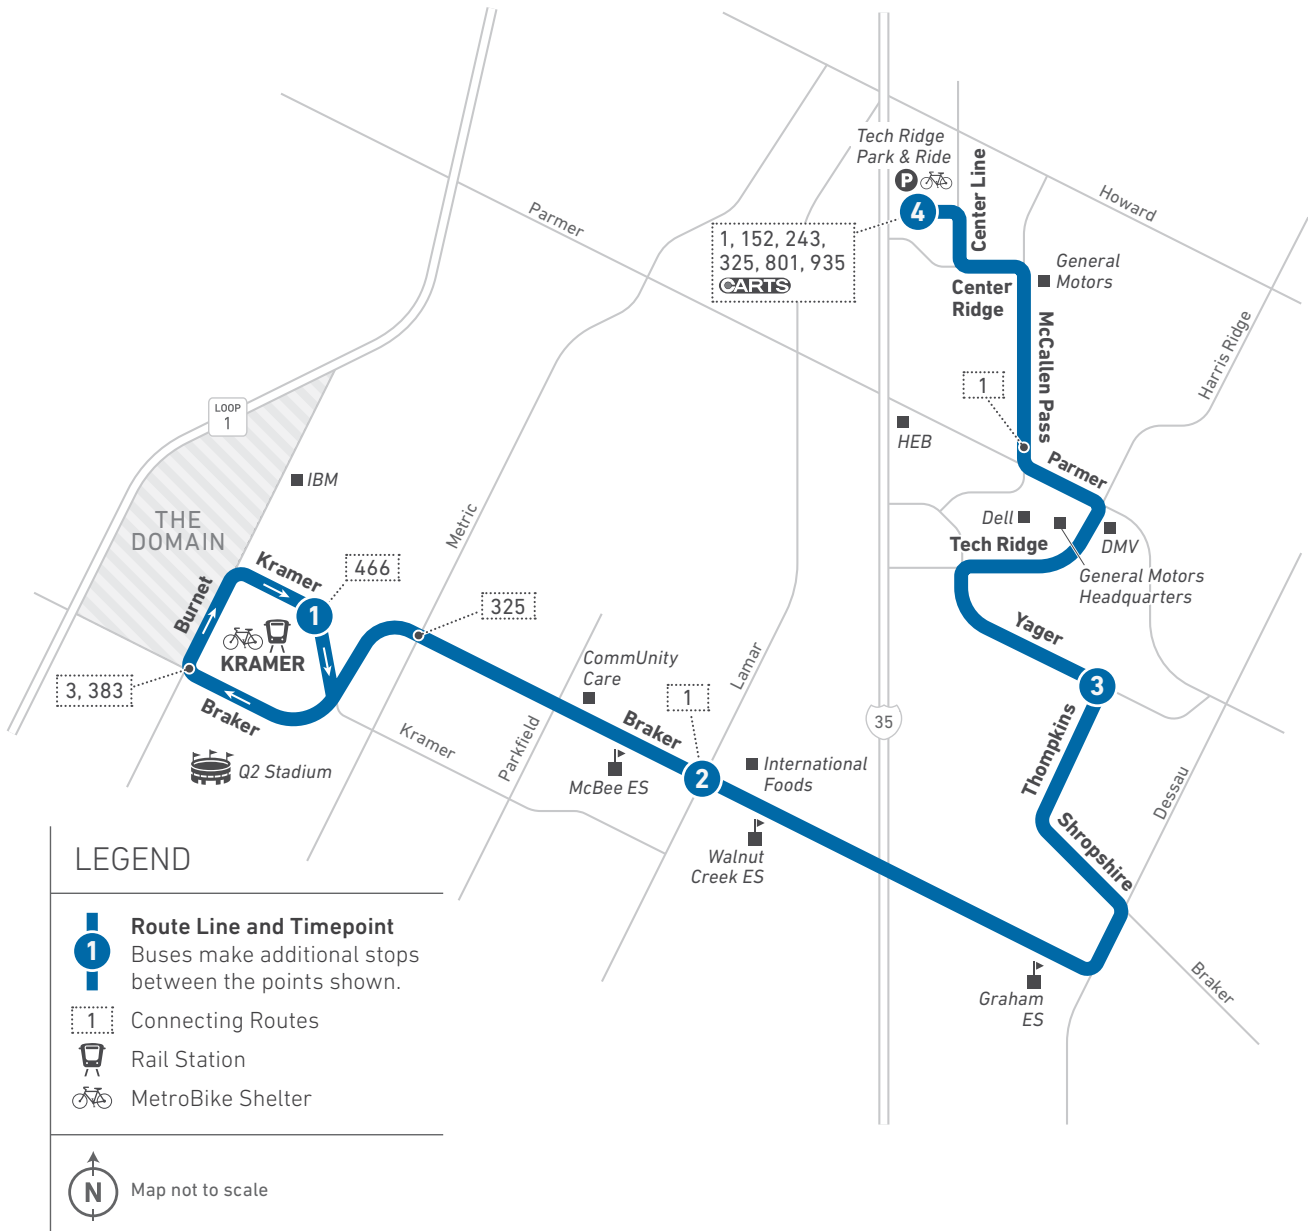 Tech Ridge
Park & Ride
P
4
Center Line
Howard
Parmer
1, 152, 243,
325, 801, 935
CARTS
General
Motors
Center
Ridge
McCallen Pass
Harris Ridge
1
LOOP
1
HEB
Parmer
IBM
THE
DOMAIN
Metric
Dell
DMV
Tech Ridge
General Motors
Headquarters
Kramer
466
Burnet
1
325
Yager
KRAMER
CommUnity
Care
Lamar
3, 383
1
3
Braker
Kramer
Parkfield
Braker
35
Thompkins
Q2 Stadium
McBee ES
2
International
Foods
Dessau
Shropshire
Walnut
Creek ES
Braker
Graham
ES
LEGEND
1
Route Line and Timepoint
Buses make additional stops
between the points shown.
1
Connecting Routes
Rail Station
MetroBike Shelter
N
Map not to scale